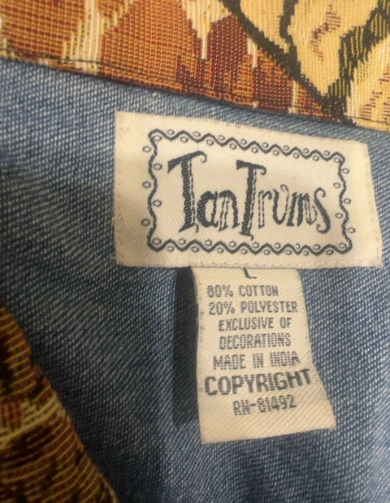 TanTrums
L
80% COTTON
20% POLYESTER
EXCLUSIVE OF
DECORATIONS
MADE IN INDIA
COPYRIGHT
RN-81492